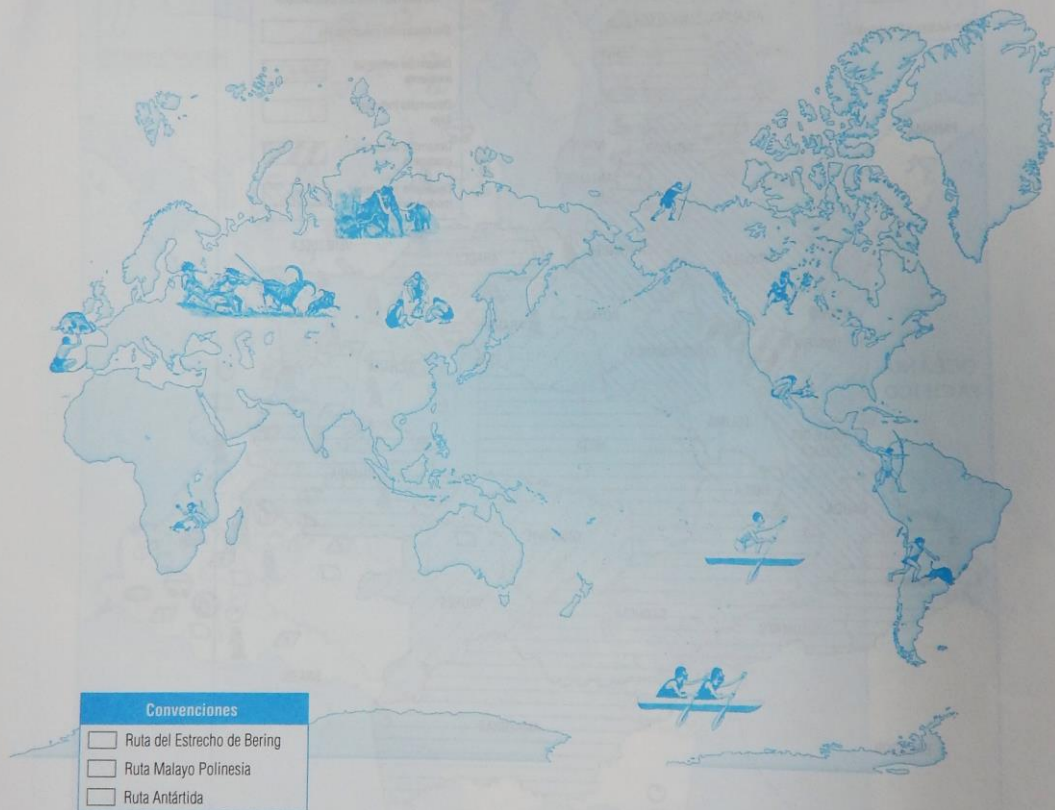 Convenciones
Ruta del Estrecho de Bering
Ruta Malayo Polinesia
Ruta Antártida